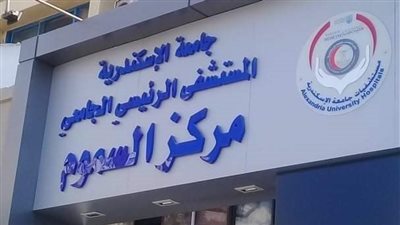 جامعة الإسكندرية
المستشفى الرئيسي الجامعي
مركز السموم
مستشفيات جامعة الإسكندرية
Alexandria University Hospitals